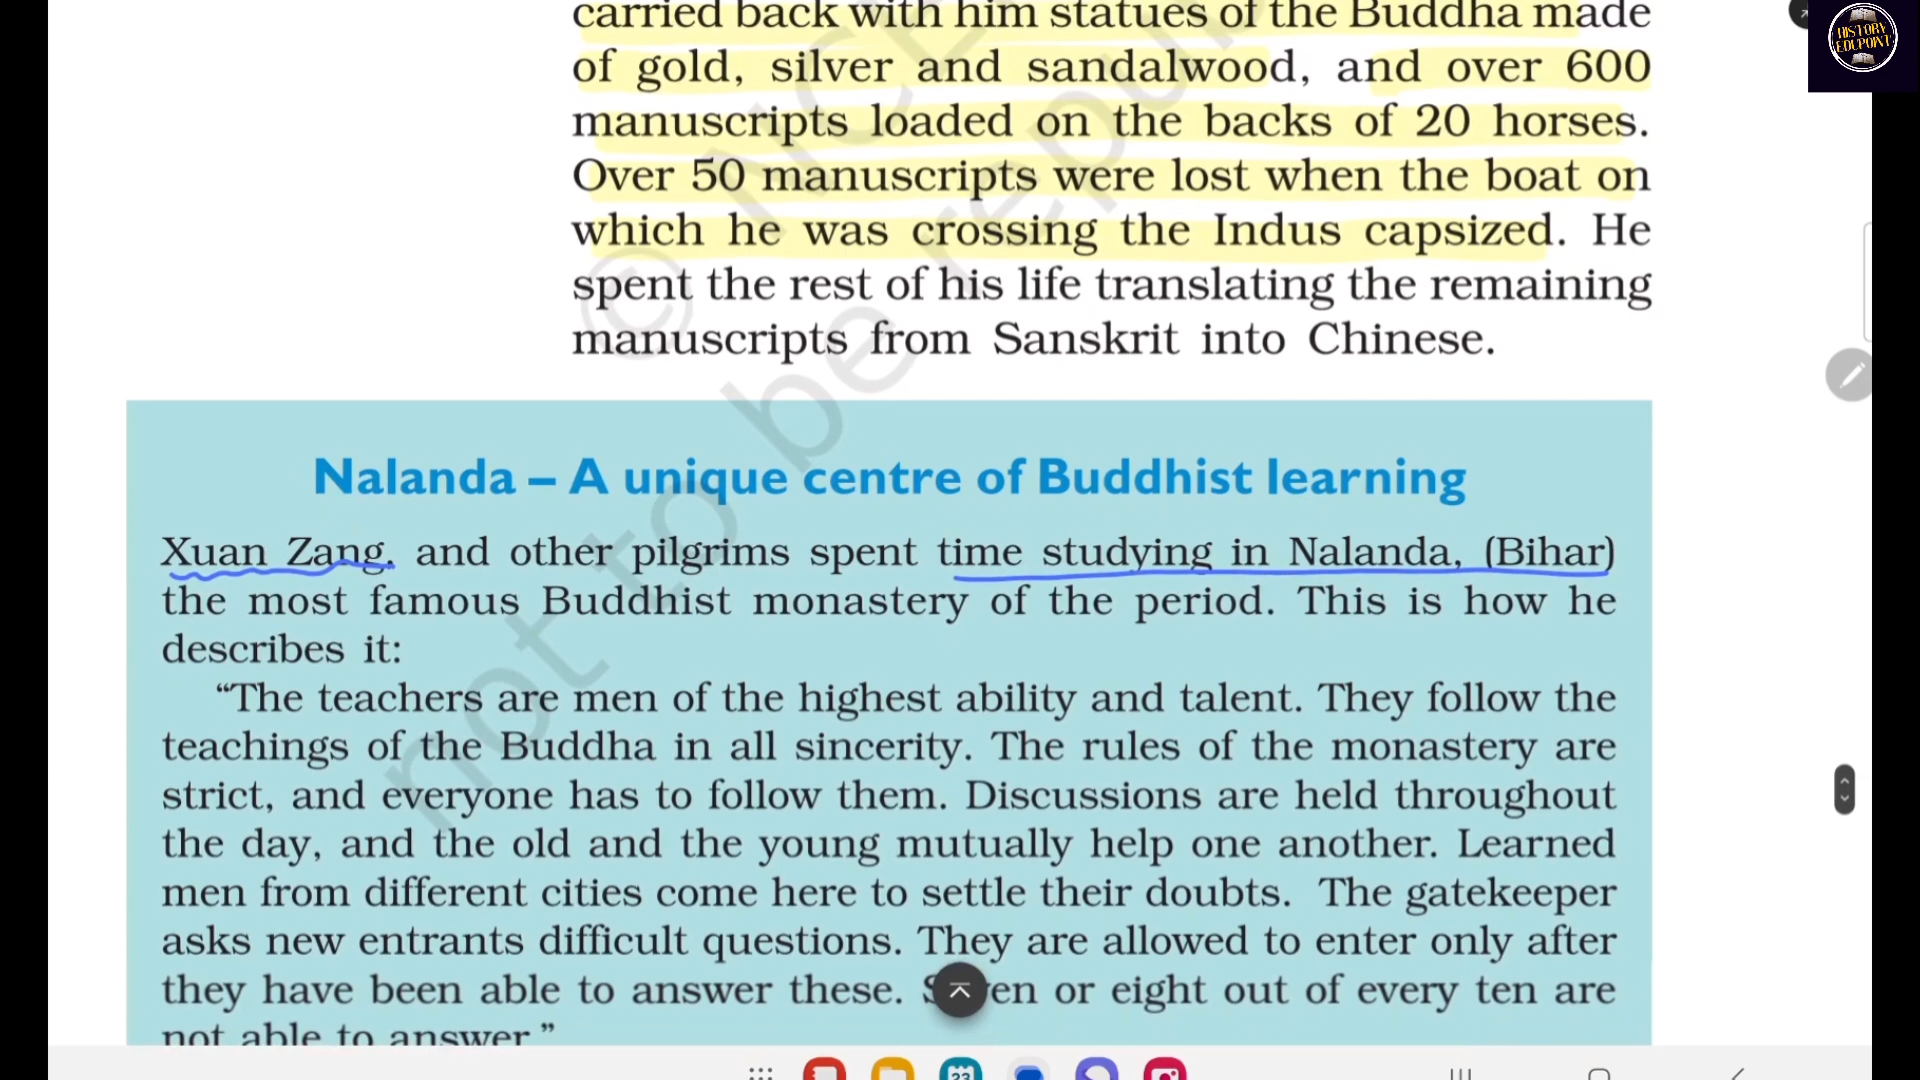 carried back with him statues of the Buddha made
of gold, silver and sandalwood, and over 600
manuscripts loaded on the backs of 20 horses.
Over 50 manuscripts were lost when the boat on
which he was crossing the Indus capsized. He
spent the rest of his life translating the remaining
manuscripts from Sanskrit into Chinese.
HISTORY
EDUPOINT
Nalanda – A unique centre of Buddhist learning
Xuan Zang, and other pilgrims spent time studying in Nalanda, (Bihar)
the most famous Buddhist monastery of the period. This is how he
describes it:
“The teachers are men of the highest ability and talent. They follow the
teachings of the Buddha in all sincerity. The rules of the monastery are
strict, and everyone has to follow them. Discussions are held throughout
the day, and the old and the young mutually help one another. Learned
men from different cities come here to settle their doubts. The gatekeeper
asks new entrants difficult questions. They are allowed to enter only after
they have been able to answer these. Seven or eight out of every ten are
not able to answer.”
© NCE
not to be repub
23